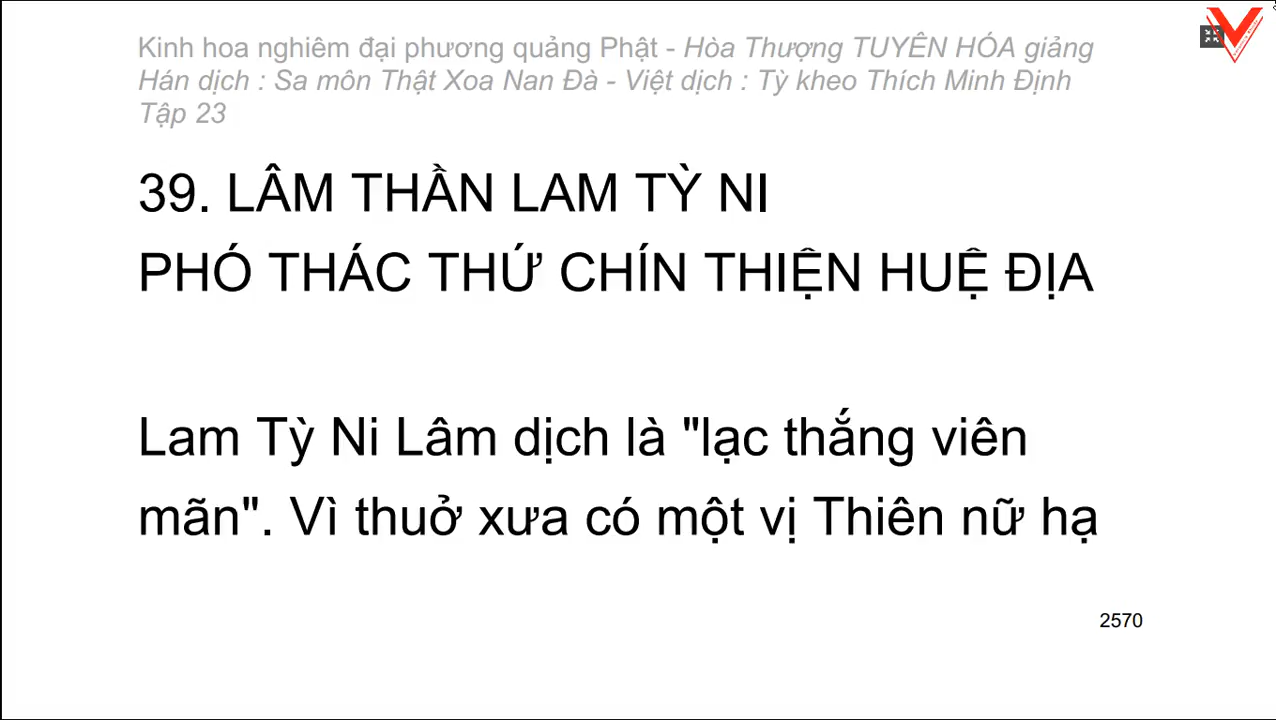 Kinh hoa nghiêm đại phương quảng Phật - Hòa Thượng TUYÊN HÓA giảng
Hán dịch : Sa môn Thật Xoa Nan Đà - Việt dịch : Tỳ kheo Thích Minh Định
Tập 23
39. LÂM THẦN LAM TỲ NI
PHÓ THÁC THỨ CHÍN THIỆN HUỆ ĐỊA
Lam Tỳ Ni Lâm dịch là "lạc thắng viên
mãn". Vì thuở xưa có một vị Thiên nữ hạ
2570